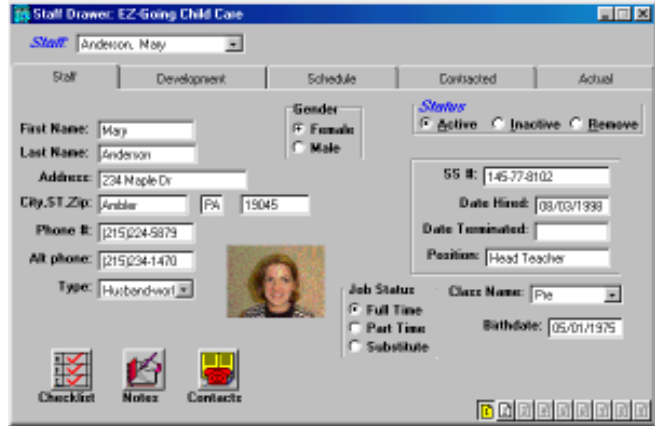 Staff Drawer: EZ-Going Child Care
Staff: Anderson, Mary
Staff Development Schedule Contracted Actual
Gender
Female
Male
Status
Active Inactive Remove
First Name: Mary
Last Name: Anderson
Address: 234 Maple Dr
City,ST,Zip: Ambler PA 19045
Phone #: (215)224-5879
Alt phone: (215)234-1470
Type: Husband-worl
SS #: 145-77-8102
Date Hired: 08/03/1998
Date Terminated:
Position: Head Teacher
Job Status
Full Time
Part Time
Substitute
Class Name: Pre
Birthdate: 05/01/1975
Checklist Notes Contacts